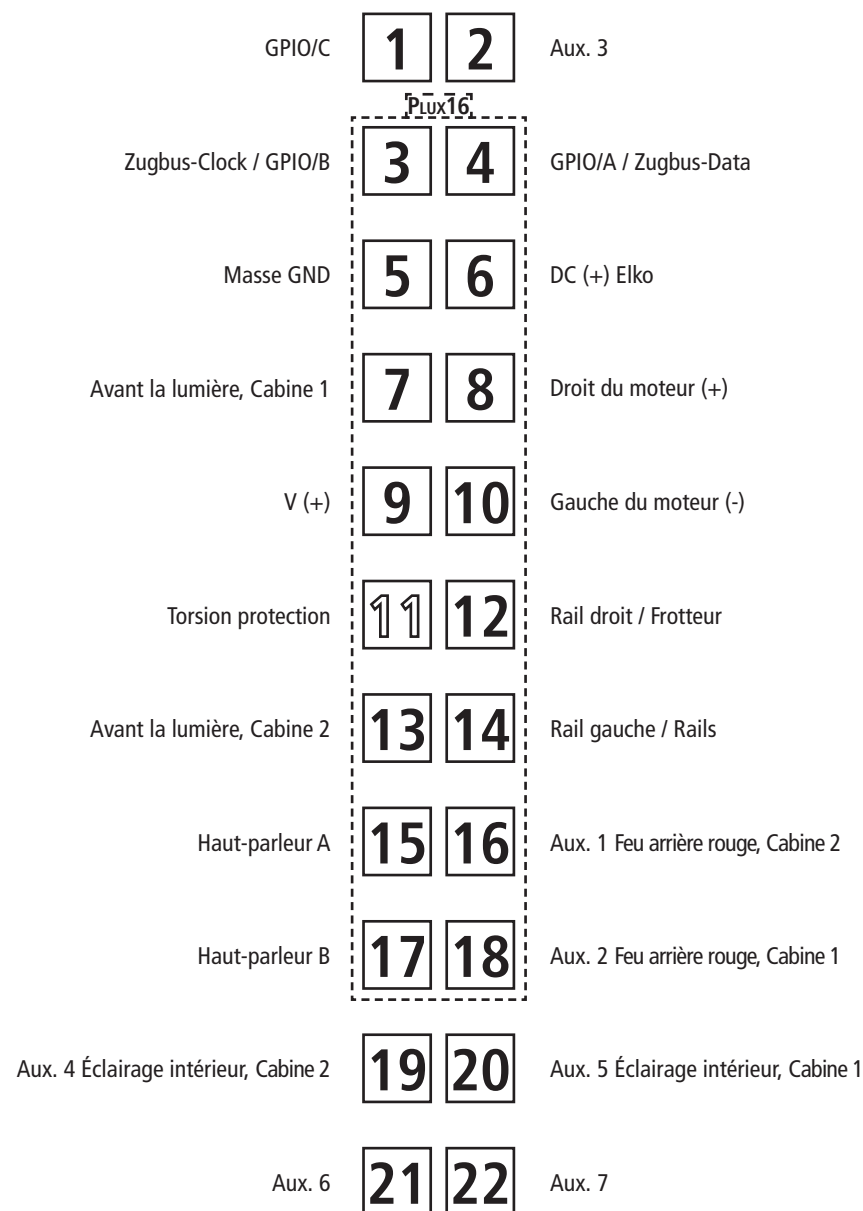 GPIO/C 1 2 Aux. 3
PLUX16
Zugbus-Clock / GPIO/B 3 4 GPIO/A / Zugbus-Data
Masse GND 5 6 DC (+) Elko
Avant la lumière, Cabine 1 7 8 Droit du moteur (+)
V (+) 9 10 Gauche du moteur (-)
Torsion protection 11 12 Rail droit / Frotteur
Avant la lumière, Cabine 2 13 14 Rail gauche / Rails
Haut-parleur A 15 16 Aux. 1 Feu arrière rouge, Cabine 2
Haut-parleur B 17 18 Aux. 2 Feu arrière rouge, Cabine 1
Aux. 4 Éclairage intérieur, Cabine 2 19 20 Aux. 5 Éclairage intérieur, Cabine 1
Aux. 6 21 22 Aux. 7